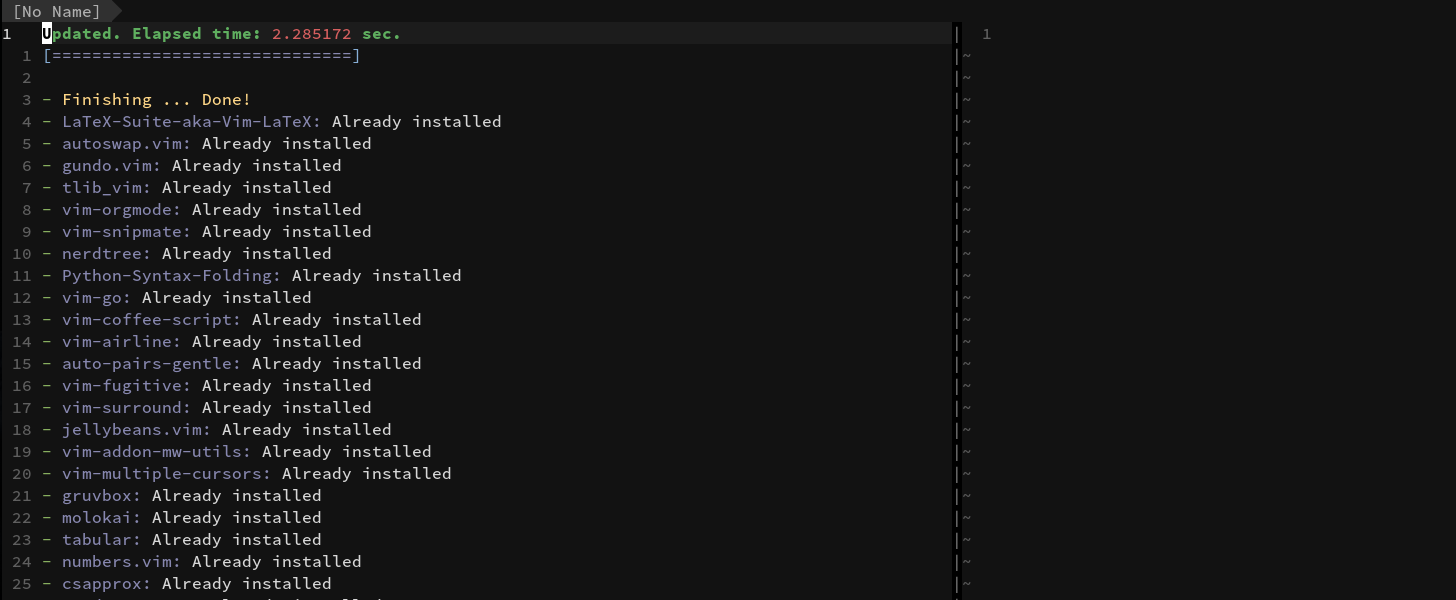 [No Name]
1 Updated. Elapsed time: 2.285172 sec. | 1
1 [==============================] |~
2 |~
3 - Finishing ... Done! |~
4 - LaTeX-Suite-aka-Vim-LaTeX: Already installed |~
5 - autoswap.vim: Already installed |~
6 - gundo.vim: Already installed |~
7 - tlib_vim: Already installed |~
8 - vim-orgmode: Already installed |~
9 - vim-snipmate: Already installed |~
10 - nerdtree: Already installed |~
11 - Python-Syntax-Folding: Already installed |~
12 - vim-go: Already installed |~
13 - vim-coffee-script: Already installed |~
14 - vim-airline: Already installed |~
15 - auto-pairs-gentle: Already installed |~
16 - vim-fugitive: Already installed |~
17 - vim-surround: Already installed |~
18 - jellybeans.vim: Already installed |~
19 - vim-addon-mw-utils: Already installed |~
20 - vim-multiple-cursors: Already installed |~
21 - gruvbox: Already installed |~
22 - molokai: Already installed |~
23 - tabular: Already installed |~
24 - numbers.vim: Already installed |~
25 - csapprox: Already installed |~